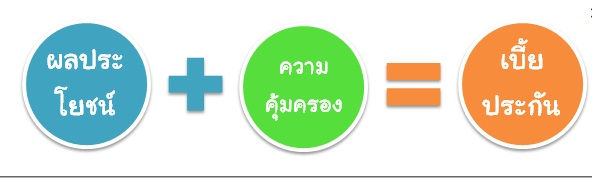 ผลประ
โยชน์
+
ความ
คุ้มครอง
=
เบี้ย
ประกัน